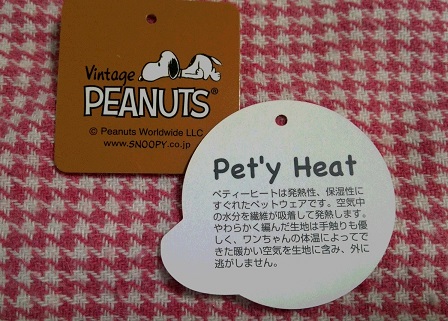 Vintage
PEANUTS®
© Peanuts Worldwide LLC
www.SNOOPY.co.jp
Pet'y Heat
ペティーヒートは発熱性、保湿性に
すぐれたペットウェアです。空気中
の水分を繊維が吸着して発熱します。
やわらかく編んだ生地は手触りも優
しく、ワンちゃんの体温によってで
きた暖かい空気を生地に含み、外に
逃がしません。